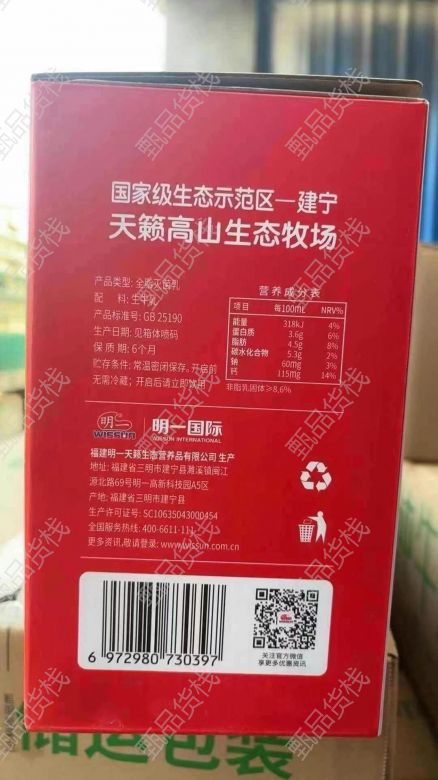 国家级生态示范区—建宁
天籁高山生态牧场
产品类型: 全脂灭菌乳
配 料: 生牛乳
产品标准号: GB 25190
生产日期: 见箱体喷码
保 质 期: 6个月
贮存条件: 常温密闭保存。开启前
无需冷藏；开启后请立即饮用
营养成分表
项目 每100mL NRV%
能量 318kJ 4%
蛋白质 3.6g 6%
脂肪 4.5g 8%
碳水化合物 5.3g 2%
钠 60mg 3%
钙 115mg 14%
非脂乳固体≥8.6%
明一
WISSUN
明一国际
WISSUN INTERNATIONAL
福建明一天籁生态营养品有限公司 生产
地址: 福建省三明市建宁县濉溪镇闽江
源北路69号明一高新科技园A5区
产地: 福建省三明市建宁县
生产许可证号: SC10635043000454
全国服务热线: 400-6611-111
更多资讯,敬请登录: www.wissun.com.cn
6 972980 730397
关注官方微信
享更多优惠资讯
储运包装
甄品货栈